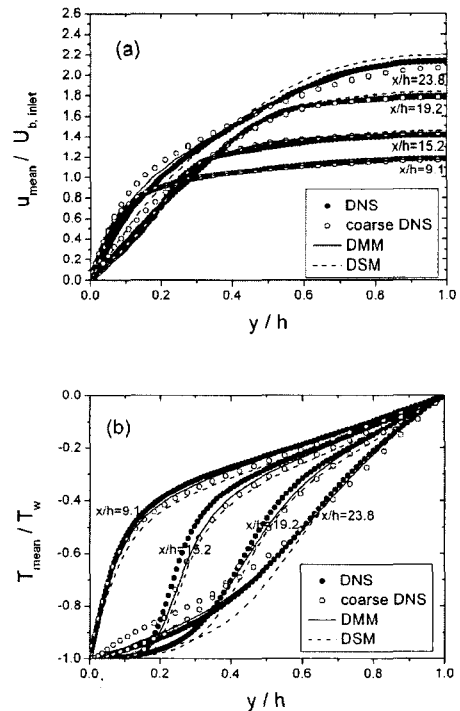 (a)
u_mean / U_b, inlet
2.6
2.4
2.2
2.0
1.8
1.6
1.4
1.2
1.0
0.8
0.6
0.4
0.2
0.0
x/h=23.8
x/h=19.2
x/h=15.2
x/h=9.1
DNS
coarse DNS
DMM
DSM
0.0 0.2 0.4 0.6 0.8 1.0
y / h
(b)
T_mean / T_w
0.0
-0.2
-0.4
-0.6
-0.8
-1.0
x/h=9.1
x/h=15.2
x/h=19.2
x/h=23.8
DNS
coarse DNS
DMM
DSM
0.0 0.2 0.4 0.6 0.8 1.0
y / h